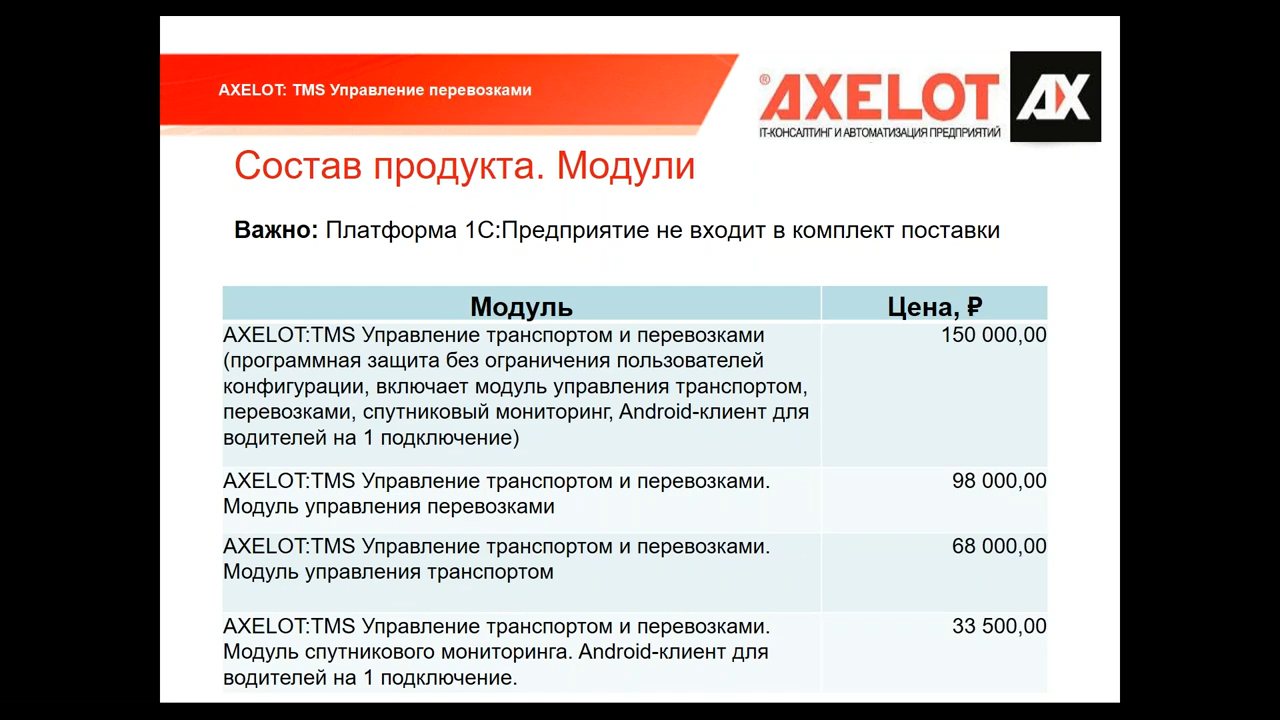 AXELOT: TMS Управление перевозками
® AXELOT AX
IT-КОНСАЛТИНГ И АВТОМАТИЗАЦИЯ ПРЕДПРИЯТИЙ
Состав продукта. Модули
Важно: Платформа 1С:Предприятие не входит в комплект поставки
Модуль Цена, ₽
AXELOT:TMS Управление транспортом и перевозками 150 000,00
(программная защита без ограничения пользователей
конфигурации, включает модуль управления транспортом,
перевозками, спутниковый мониторинг, Android-клиент для
водителей на 1 подключение)
AXELOT:TMS Управление транспортом и перевозками. 98 000,00
Модуль управления перевозками
AXELOT:TMS Управление транспортом и перевозками. 68 000,00
Модуль управления транспортом
AXELOT:TMS Управление транспортом и перевозками. 33 500,00
Модуль спутникового мониторинга. Android-клиент для
водителей на 1 подключение.